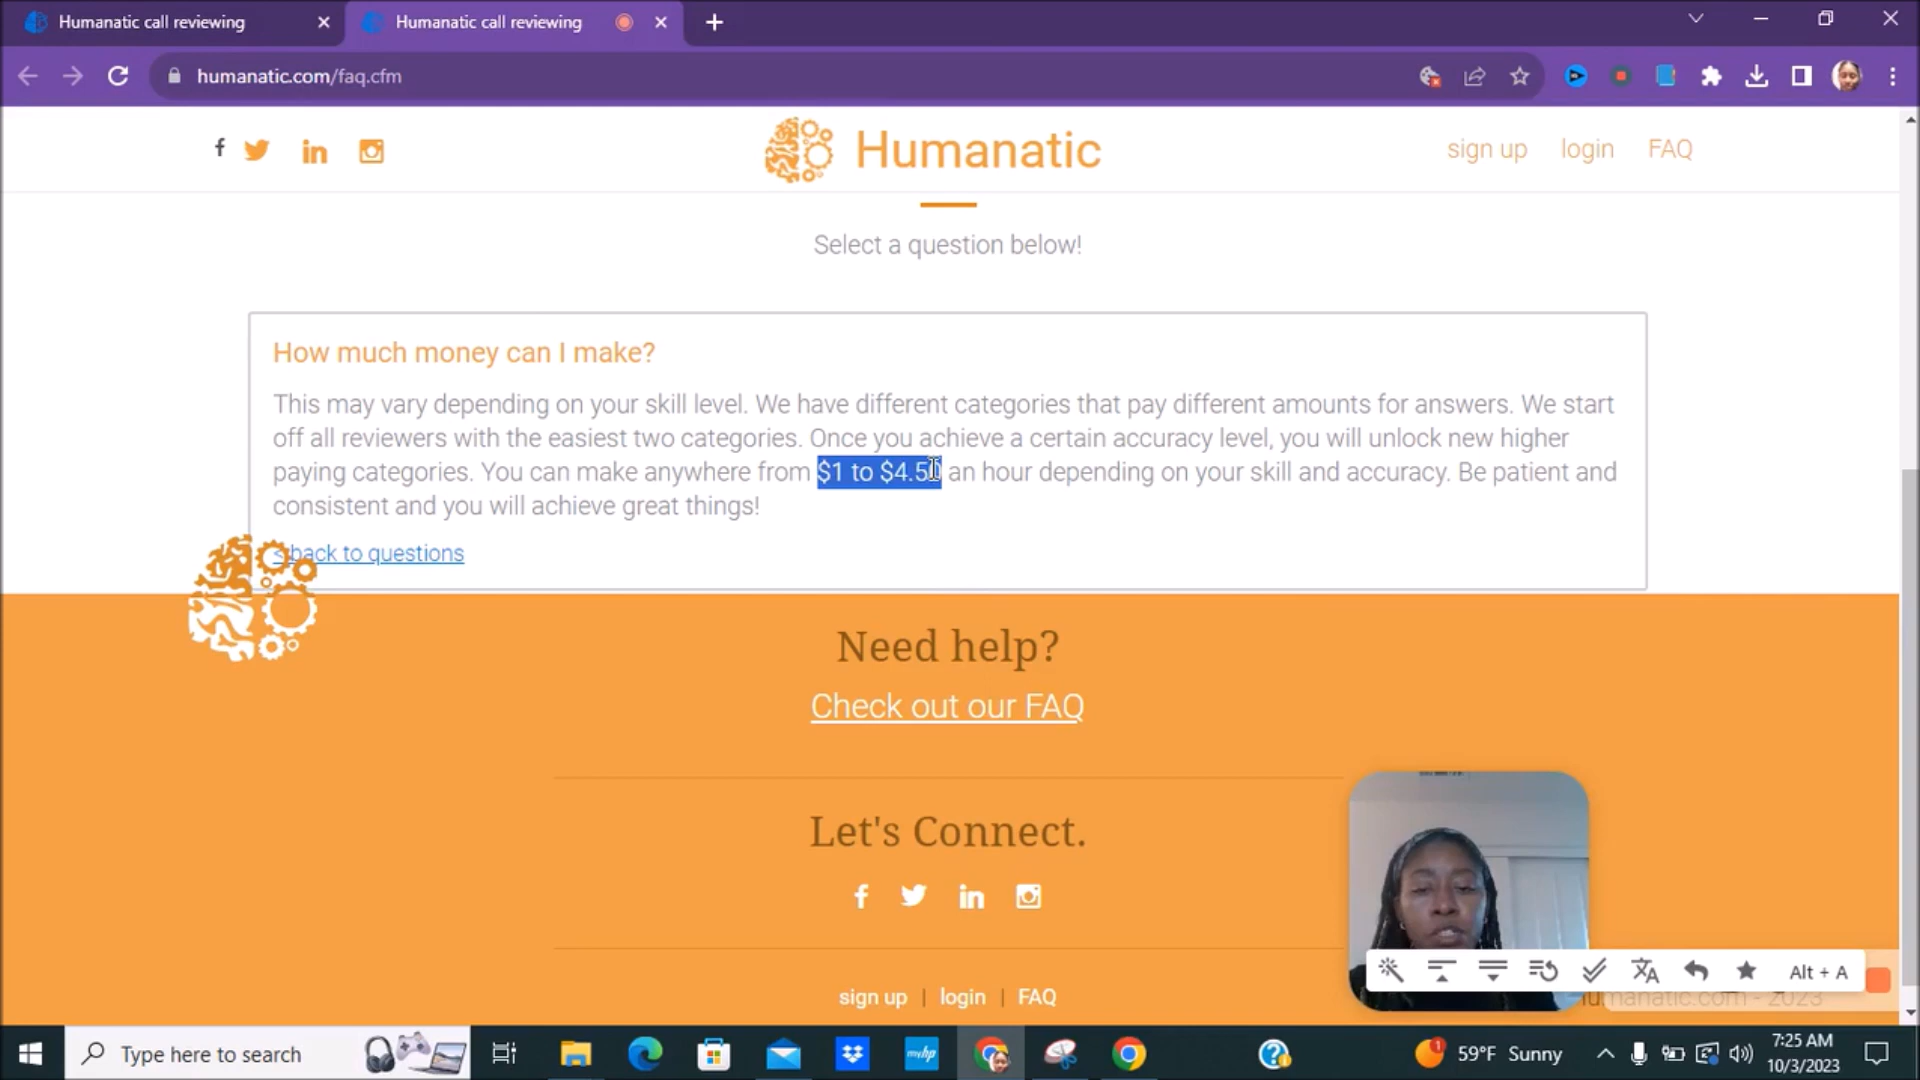 Humanatic call reviewing
Humanatic call reviewing
humanatic.com/faq.cfm
Humanatic
sign up login FAQ
Select a question below!
How much money can I make?
This may vary depending on your skill level. We have different categories that pay different amounts for answers. We start
off all reviewers with the easiest two categories. Once you achieve a certain accuracy level, you will unlock new higher
paying categories. You can make anywhere from $1 to $4.50 an hour depending on your skill and accuracy. Be patient and
consistent and you will achieve great things!
< back to questions
Need help?
Check out our FAQ
Let's Connect.
Alt + A
sign up | login | FAQ
humanatic.com - 2023
Type here to search
myhp
59°F Sunny
7:25 AM
10/3/2023